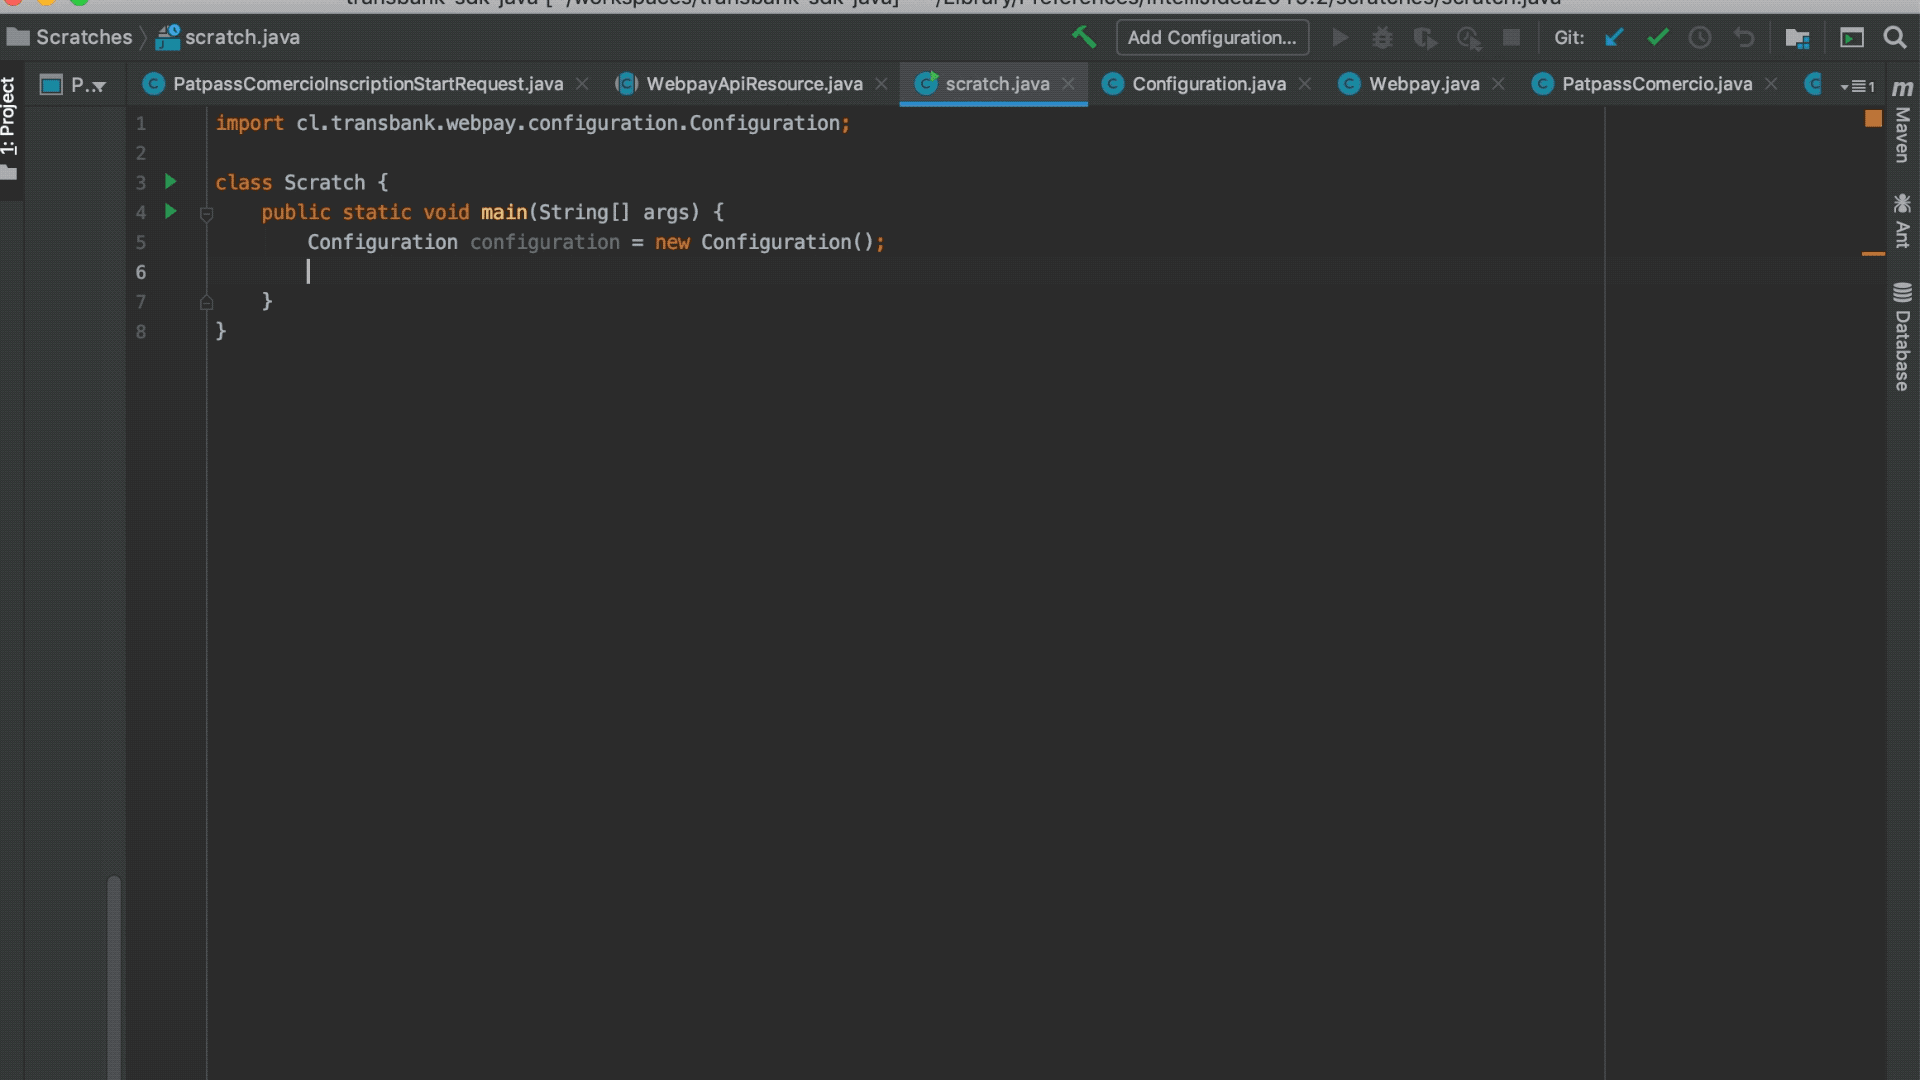 transbank-sdk-java [~/workspaces/transbank-sdk-java] - ~/Library/Preferences/IntelliJIdea2019.2/scratches/scratch.java
Scratches scratch.java Add Configuration... Git:
1: Project
P... PatpassComercioInscriptionStartRequest.java WebpayApiResource.java scratch.java Configuration.java Webpay.java PatpassComercio.java 1
1 import cl.transbank.webpay.configuration.Configuration;
2
3 class Scratch {
4 public static void main(String[] args) {
5 Configuration configuration = new Configuration();
6
7 }
8 }
m Maven
Ant
Database